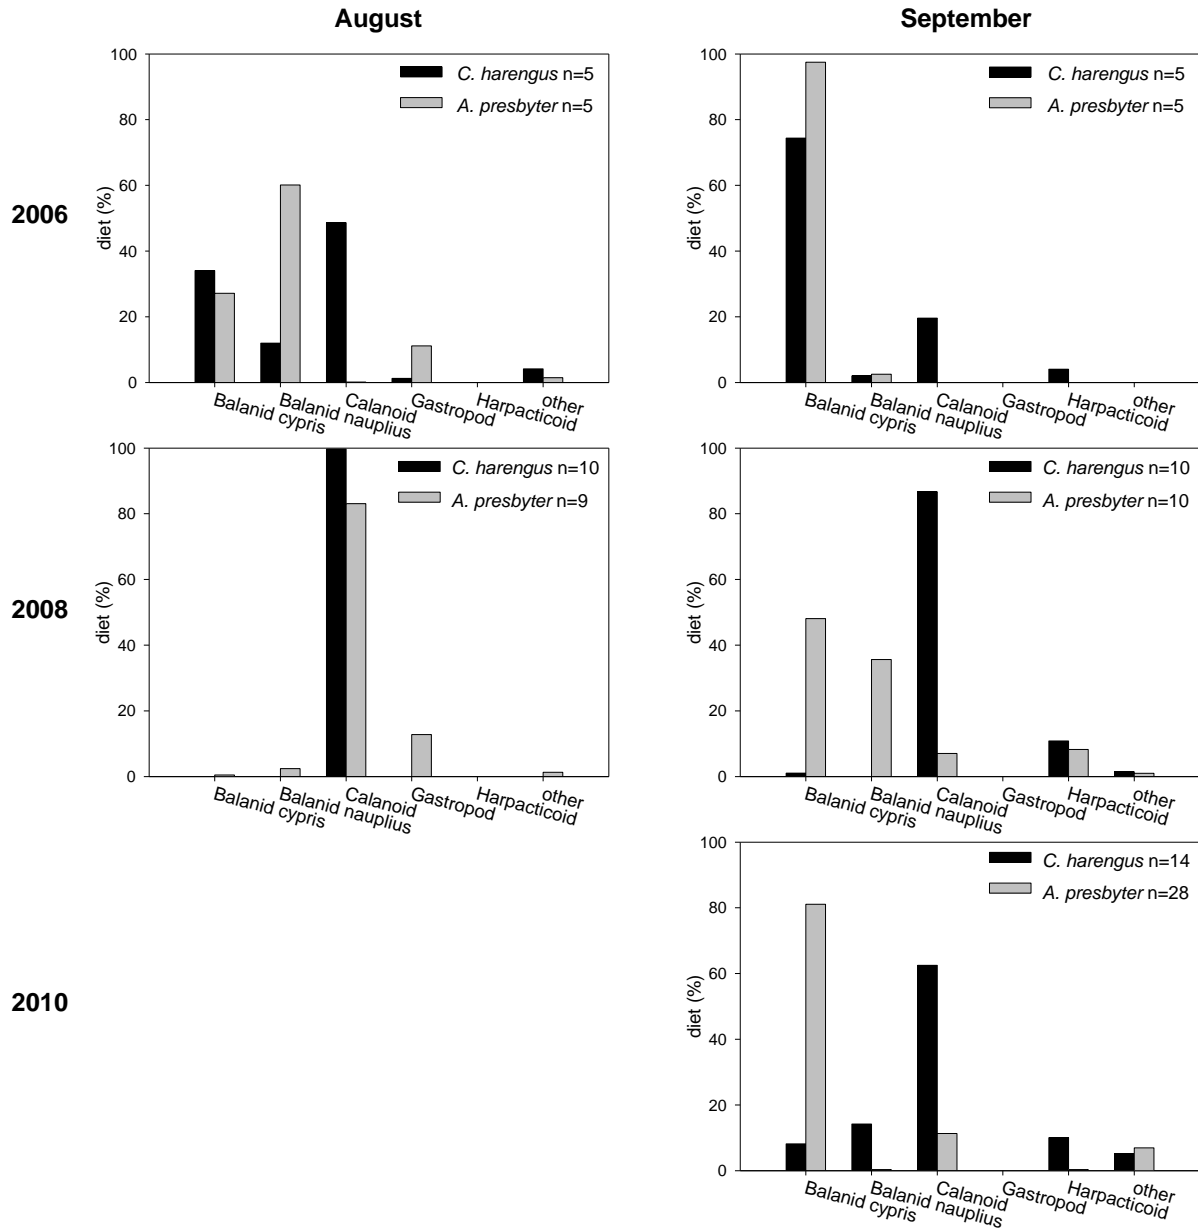 August
September
2006
diet (%)
100
80
60
40
20
0
C. harengus n=5
A. presbyter n=5
Balanid cypris
Balanid nauplius
Calanoid
Gastropod
Harpacticoid
other
diet (%)
100
80
60
40
20
0
C. harengus n=5
A. presbyter n=5
Balanid cypris
Balanid nauplius
Calanoid
Gastropod
Harpacticoid
other
2008
diet (%)
100
80
60
40
20
0
C. harengus n=10
A. presbyter n=9
Balanid cypris
Balanid nauplius
Calanoid
Gastropod
Harpacticoid
other
diet (%)
100
80
60
40
20
0
C. harengus n=10
A. presbyter n=10
Balanid cypris
Balanid nauplius
Calanoid
Gastropod
Harpacticoid
other
2010
diet (%)
100
80
60
40
20
0
C. harengus n=14
A. presbyter n=28
Balanid cypris
Balanid nauplius
Calanoid
Gastropod
Harpacticoid
other